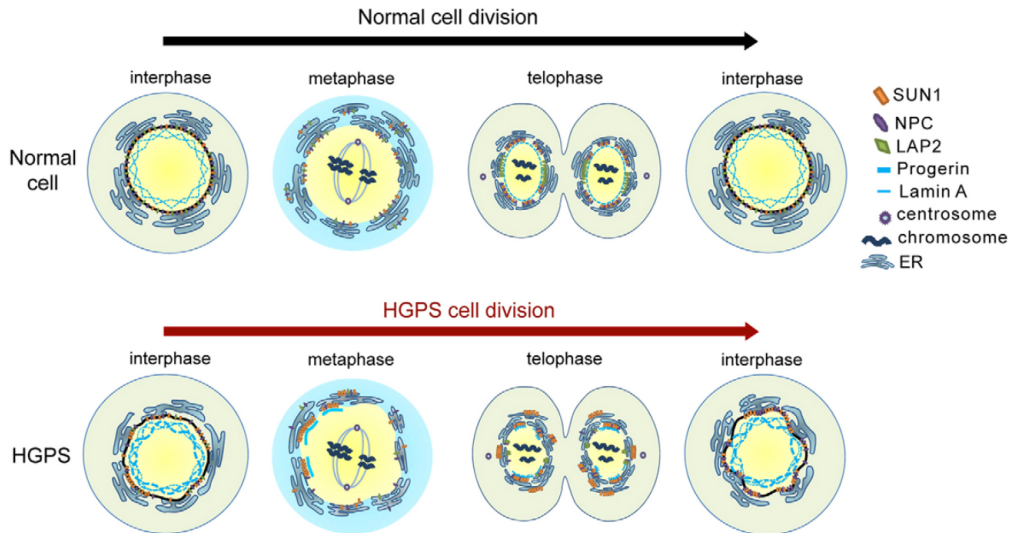 Normal cell division
interphase
metaphase
telophase
interphase
Normal
cell
SUN1
NPC
LAP2
Progerin
Lamin A
centrosome
chromosome
ER
HGPS cell division
interphase
metaphase
telophase
interphase
HGPS